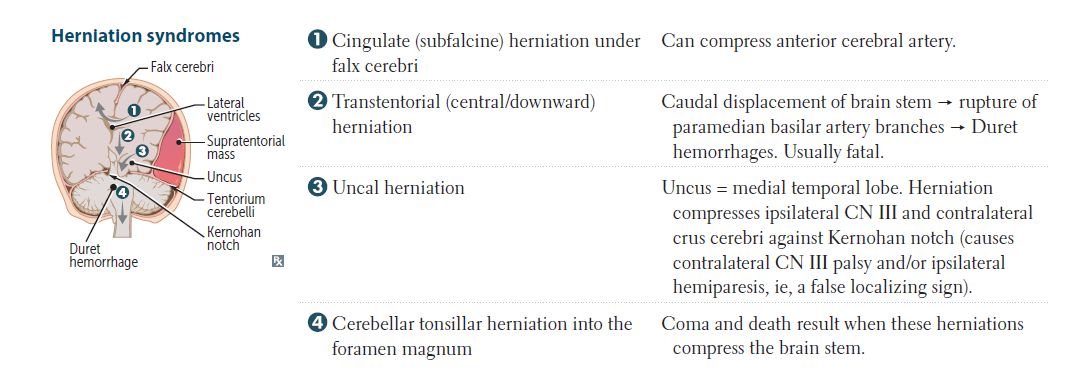 Herniation syndromes
Falx cerebri
Lateral
ventricles
Supratentorial
mass
Uncus
Tentorium
cerebelli
Kernohan
notch
Duret
hemorrhage
1
2
3
4
Rx
1 Cingulate (subfalcine) herniation under
falx cerebri
Can compress anterior cerebral artery.
2 Transtentorial (central/downward)
herniation
Caudal displacement of brain stem → rupture of
paramedian basilar artery branches → Duret
hemorrhages. Usually fatal.
3 Uncal herniation
Uncus = medial temporal lobe. Herniation
compresses ipsilateral CN III and contralateral
crus cerebri against Kernohan notch (causes
contralateral CN III palsy and/or ipsilateral
hemiparesis, ie, a false localizing sign).
4 Cerebellar tonsillar herniation into the
foramen magnum
Coma and death result when these herniations
compress the brain stem.